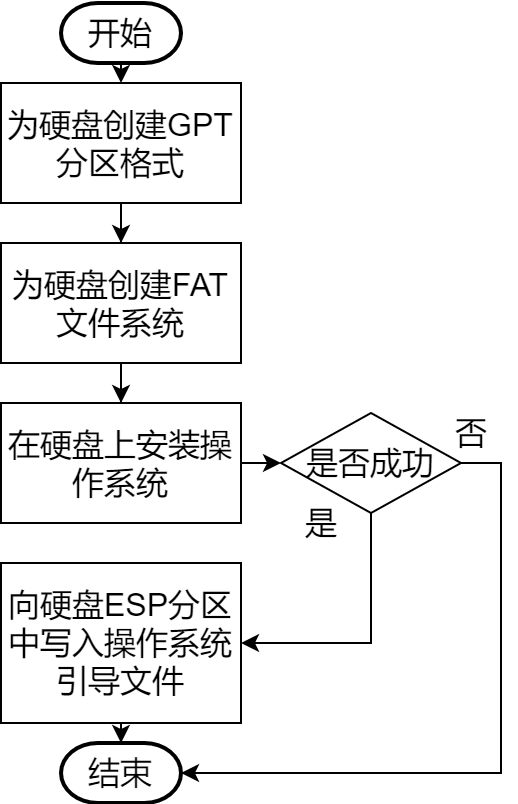 开始
为硬盘创建GPT
分区格式
为硬盘创建FAT
文件系统
在硬盘上安装操
作系统
是否成功
否
是
向硬盘ESP分区
中写入操作系统
引导文件
结束